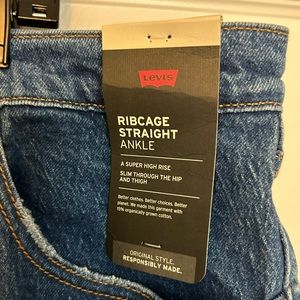 Levi's
RIBCAGE
STRAIGHT
ANKLE
A SUPER HIGH RISE
SLIM THROUGH THE HIP
AND THIGH
Better clothes. Better choices. Better
planet. We made this garment with
15% organically grown cotton.
ORIGINAL STYLE.
RESPONSIBLY MADE.